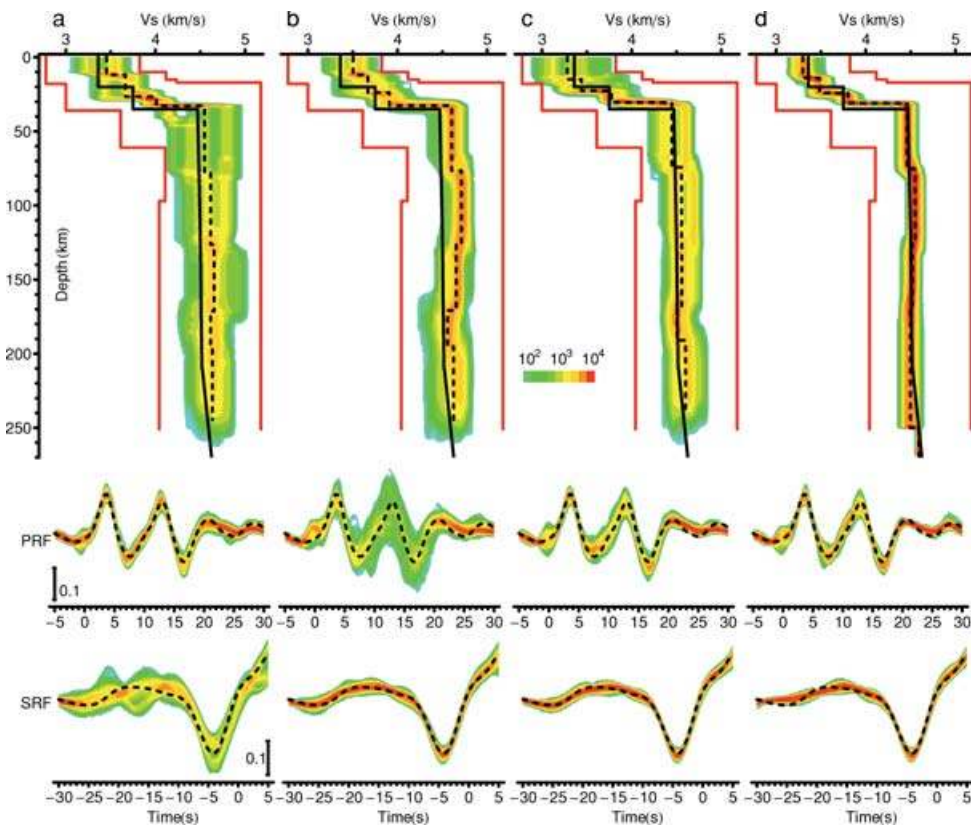 a Vs (km/s) b Vs (km/s) c Vs (km/s) d Vs (km/s)
3 4 5 3 4 5 3 4 5 3 4 5
0
50
100
150
200
250
Depth(km)
10² 10³ 10⁴
PRF
0.1
−5 0 5 10 15 20 25 30 −5 0 5 10 15 20 25 30 −5 0 5 10 15 20 25 30 −5 0 5 10 15 20 25 30
SRF
0.1
−30 −25 −20 −15 −10 −5 0 5 −30 −25 −20 −15 −10 −5 0 5 −30 −25 −20 −15 −10 −5 0 5 −30 −25 −20 −15 −10 −5 0 5
Time(s) Time(s) Time(s) Time(s)